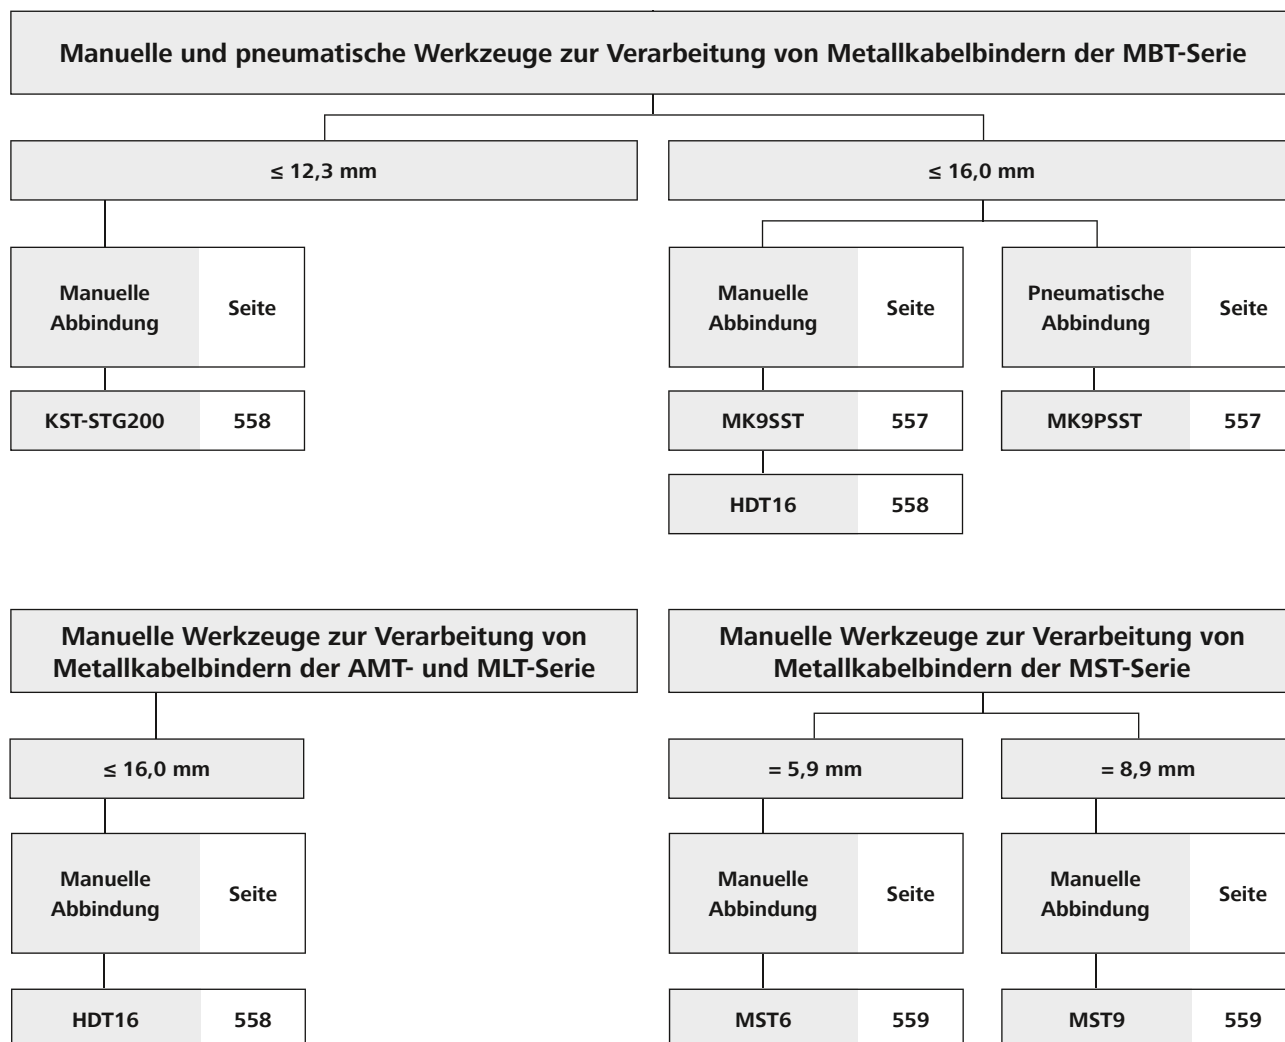 Manuelle und pneumatische Werkzeuge zur Verarbeitung von Metallkabelbindern der MBT-Serie
≤ 12,3 mm
≤ 16,0 mm
Manuelle
Abbindung
Seite
Manuelle
Abbindung
Seite
Pneumatische
Abbindung
Seite
KST-STG200 558
MK9SST 557
MK9PSST 557
HDT16 558
Manuelle Werkzeuge zur Verarbeitung von
Metallkabelbindern der AMT- und MLT-Serie
Manuelle Werkzeuge zur Verarbeitung von
Metallkabelbindern der MST-Serie
≤ 16,0 mm
= 5,9 mm
= 8,9 mm
Manuelle
Abbindung
Seite
Manuelle
Abbindung
Seite
Manuelle
Abbindung
Seite
HDT16 558
MST6 559
MST9 559